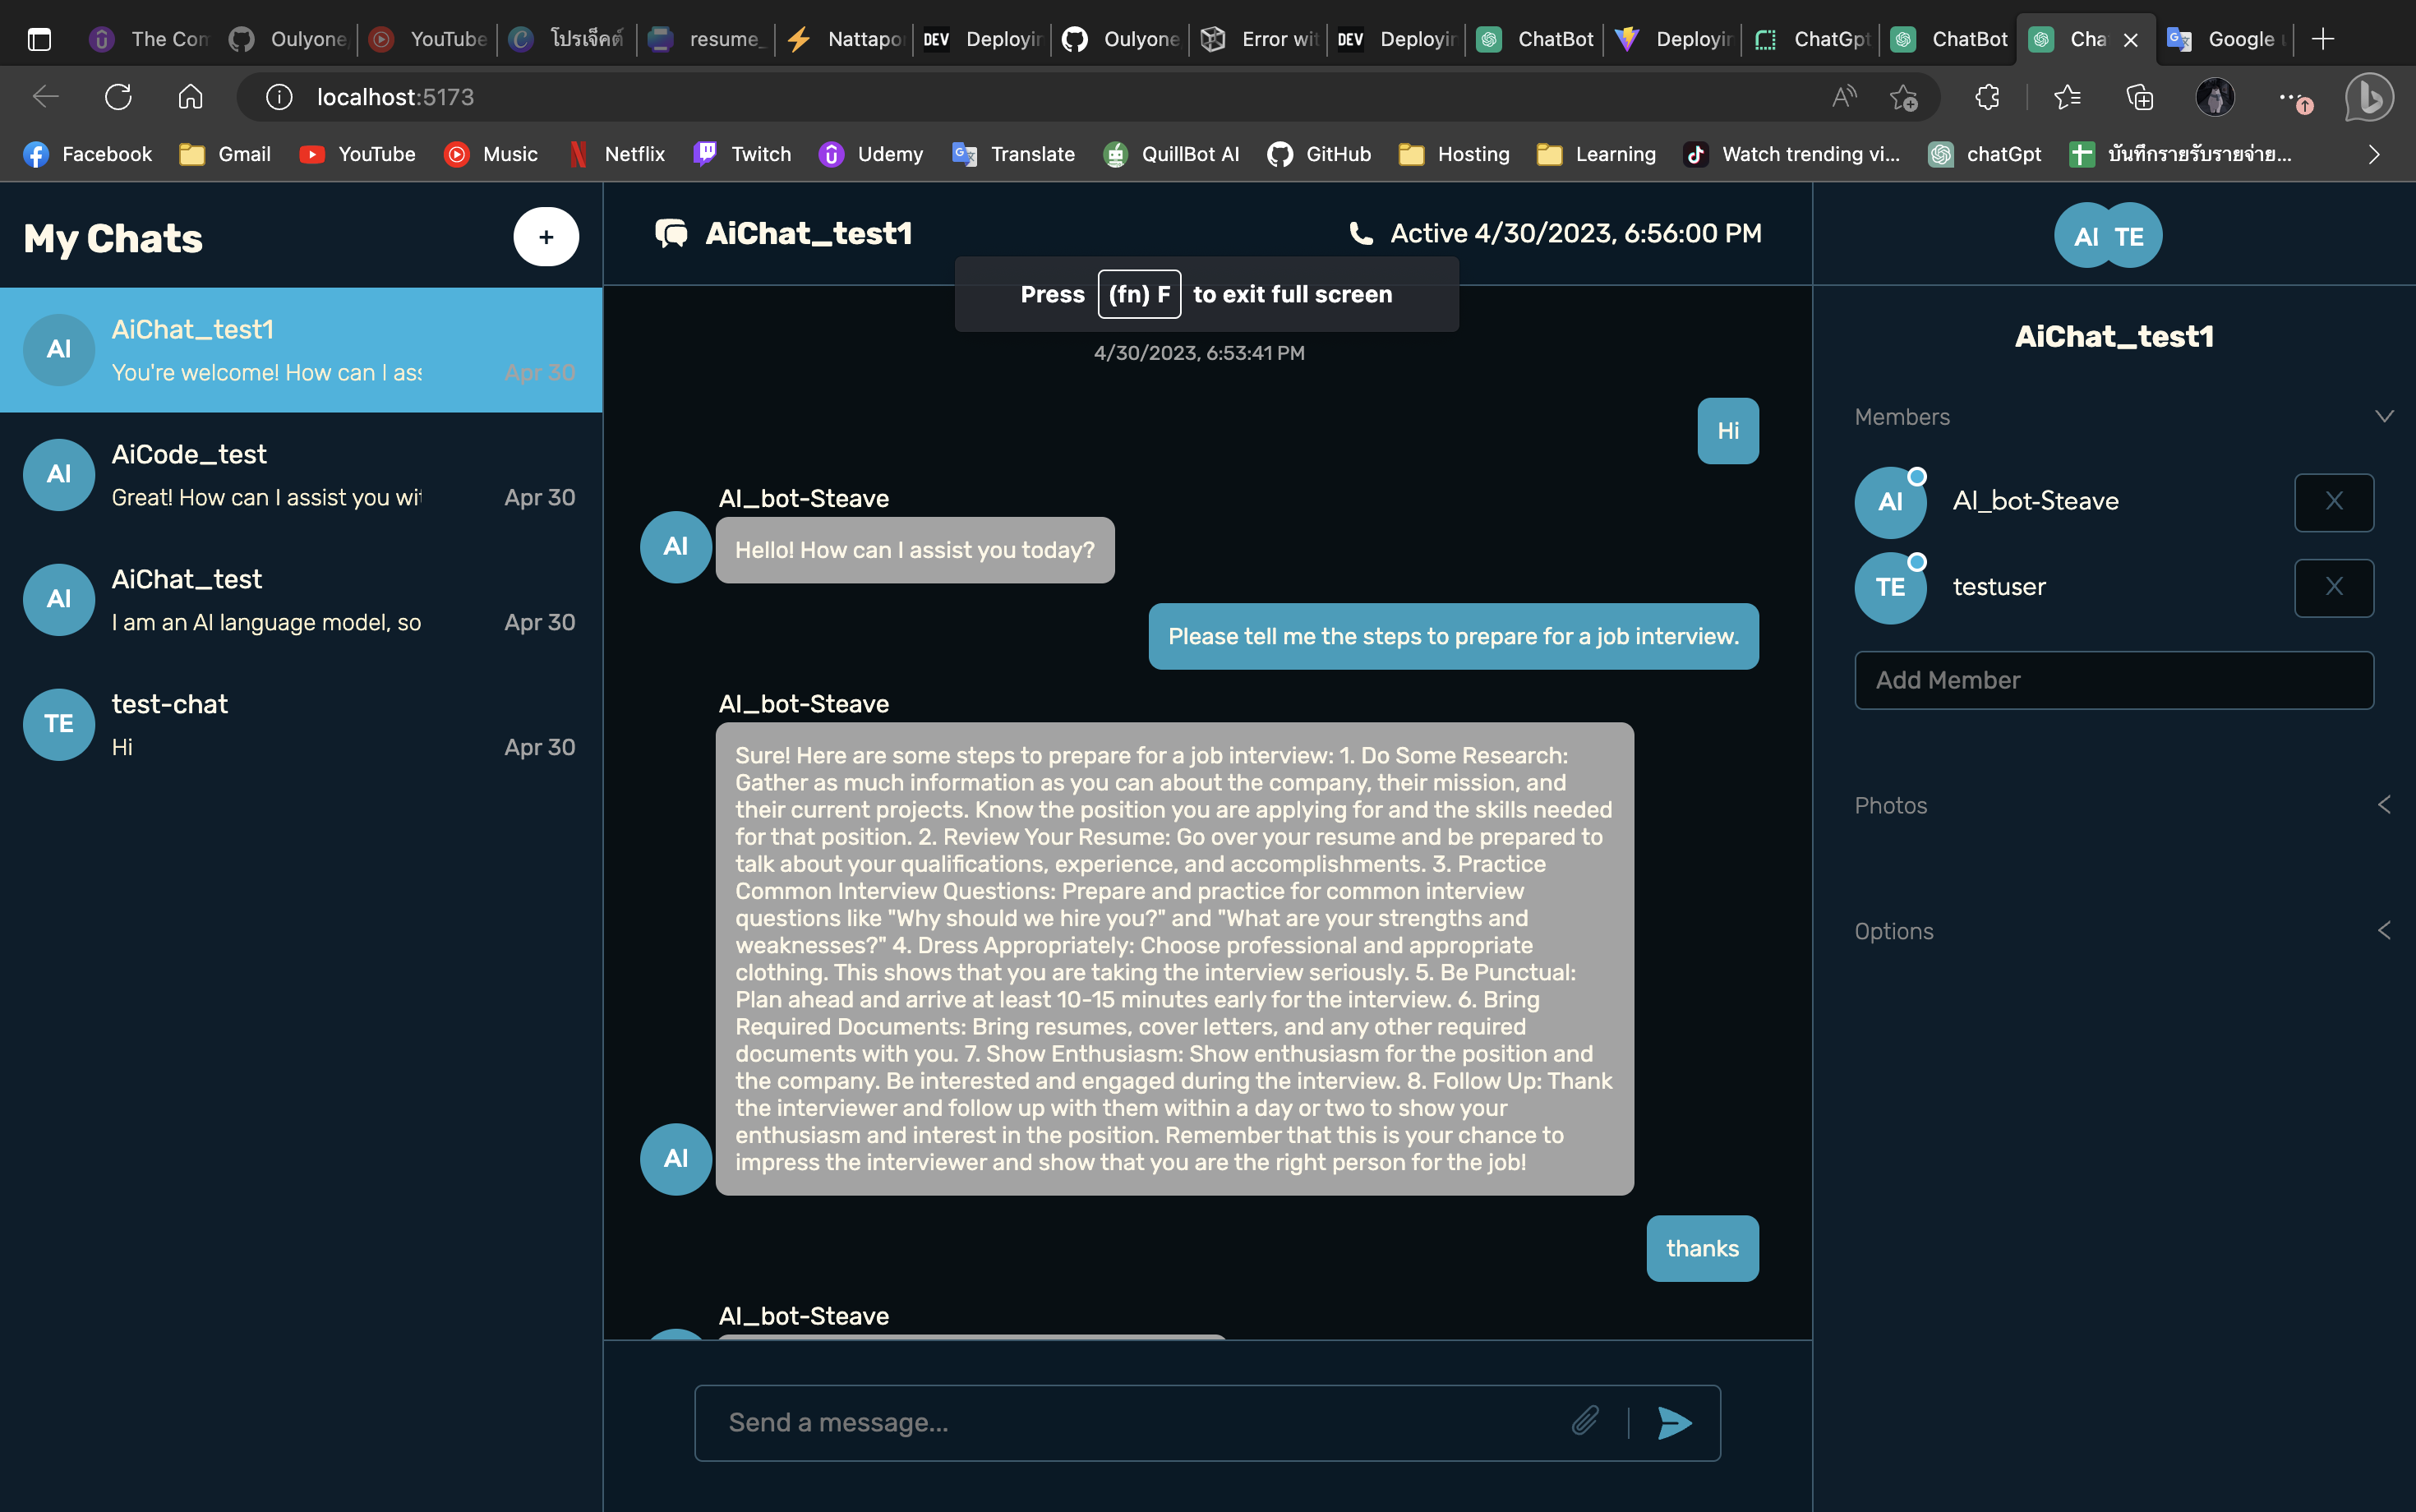 The Com
Oulyone
YouTube
โปรเจ็คต์
resume_
Nattapo
DEV Deployin
Oulyone
Error wit
DEV Deployin
ChatBot
Deployin
ChatGpt
ChatBot
Cha
Google
localhost:5173
Facebook
Gmail
YouTube
Music
Netflix
Twitch
Udemy
Translate
QuillBot AI
GitHub
Hosting
Learning
Watch trending vi...
chatGpt
บันทึกรายรับรายจ่าย...
My Chats
+
AI
AiChat_test1
You're welcome! How can I ass
Apr 30
AI
AiCode_test
Great! How can I assist you wit
Apr 30
AI
AiChat_test
I am an AI language model, so
Apr 30
TE
test-chat
Hi
Apr 30
AiChat_test1
Active 4/30/2023, 6:56:00 PM
Press (fn) F to exit full screen
4/30/2023, 6:53:41 PM
Hi
AI_bot-Steave
AI
Hello! How can I assist you today?
Please tell me the steps to prepare for a job interview.
AI_bot-Steave
Sure! Here are some steps to prepare for a job interview: 1. Do Some Research:
Gather as much information as you can about the company, their mission, and
their current projects. Know the position you are applying for and the skills needed
for that position. 2. Review Your Resume: Go over your resume and be prepared to
talk about your qualifications, experience, and accomplishments. 3. Practice
Common Interview Questions: Prepare and practice for common interview
questions like "Why should we hire you?" and "What are your strengths and
weaknesses?" 4. Dress Appropriately: Choose professional and appropriate
clothing. This shows that you are taking the interview seriously. 5. Be Punctual:
Plan ahead and arrive at least 10-15 minutes early for the interview. 6. Bring
Required Documents: Bring resumes, cover letters, and any other required
documents with you. 7. Show Enthusiasm: Show enthusiasm for the position and
the company. Be interested and engaged during the interview. 8. Follow Up: Thank
the interviewer and follow up with them within a day or two to show your
enthusiasm and interest in the position. Remember that this is your chance to
impress the interviewer and show that you are the right person for the job!
AI
thanks
AI_bot-Steave
Send a message...
AI TE
AiChat_test1
Members
AI
AI_bot-Steave
X
TE
testuser
X
Add Member
Photos
Options